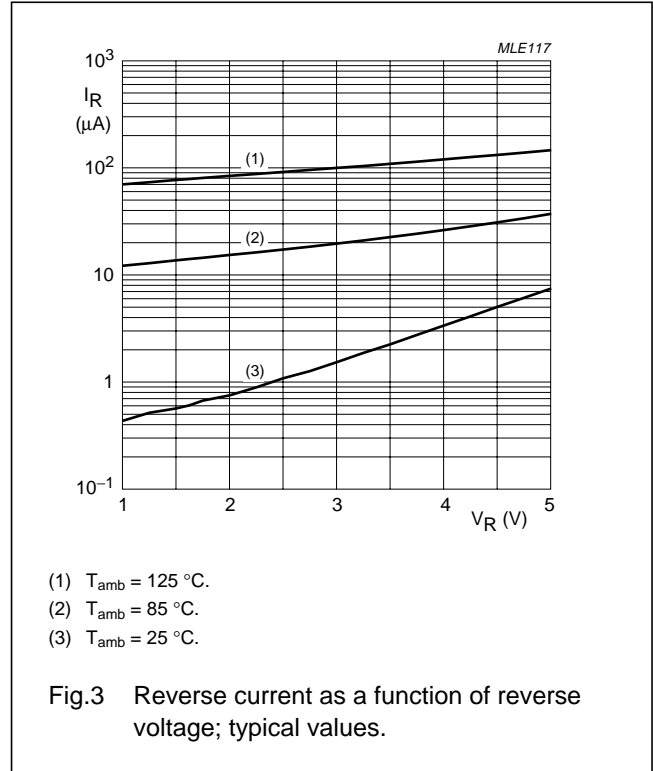 MLE117
10³
I_R
(μA)
10²
(1)
(2)
10
1
(3)
10⁻¹
1 2 3 4 5
V_R (V)
(1) T_amb = 125 °C.
(2) T_amb = 85 °C.
(3) T_amb = 25 °C.
Fig.3 Reverse current as a function of reverse
voltage; typical values.